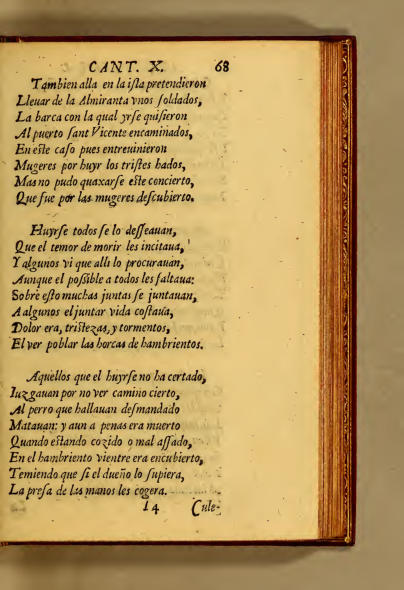 CANT. X. 68
Tambien alla en la isla pretendieron
Lleuar de la Almiranta vnos soldados,
La barca con la qual yrse quisieron
Al puerto sant Vicente encaminados,
En este caso pues entreuinieron
Mugeres por huyr los tristes hados,
Mas no pudo quaxarse este concierto,
Que fue por las mugeres descubierto.
Huyrse todos se lo desseauan,
Que el temor de morir les incitaua,
Y algunos vi que alli lo procurauan,
Aunque el possible a todos les faltaua:
Sobre esto muchas juntas se juntauan,
A algunos el juntar vida costaua,
Dolor era, tristezas, y tormentos,
El ver poblar las horcas de hambrientos.
Aquellos que el huyrse no ha certado,
Iuzgauan por no ver camino cierto,
Al perro que hallauan desmandado
Matauan: y aun a penas era muerto
Quando estando cozido o mal assado,
En el hambriento vientre era encubierto,
Temiendo que si el dueño lo supiera,
La presa de las manos les cogera.
I4 Cule-